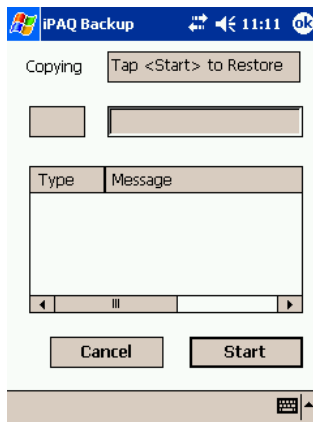 iPAQ Backup 11:11 ok
Copying Tap <Start> to Restore
Type Message
Cancel Start